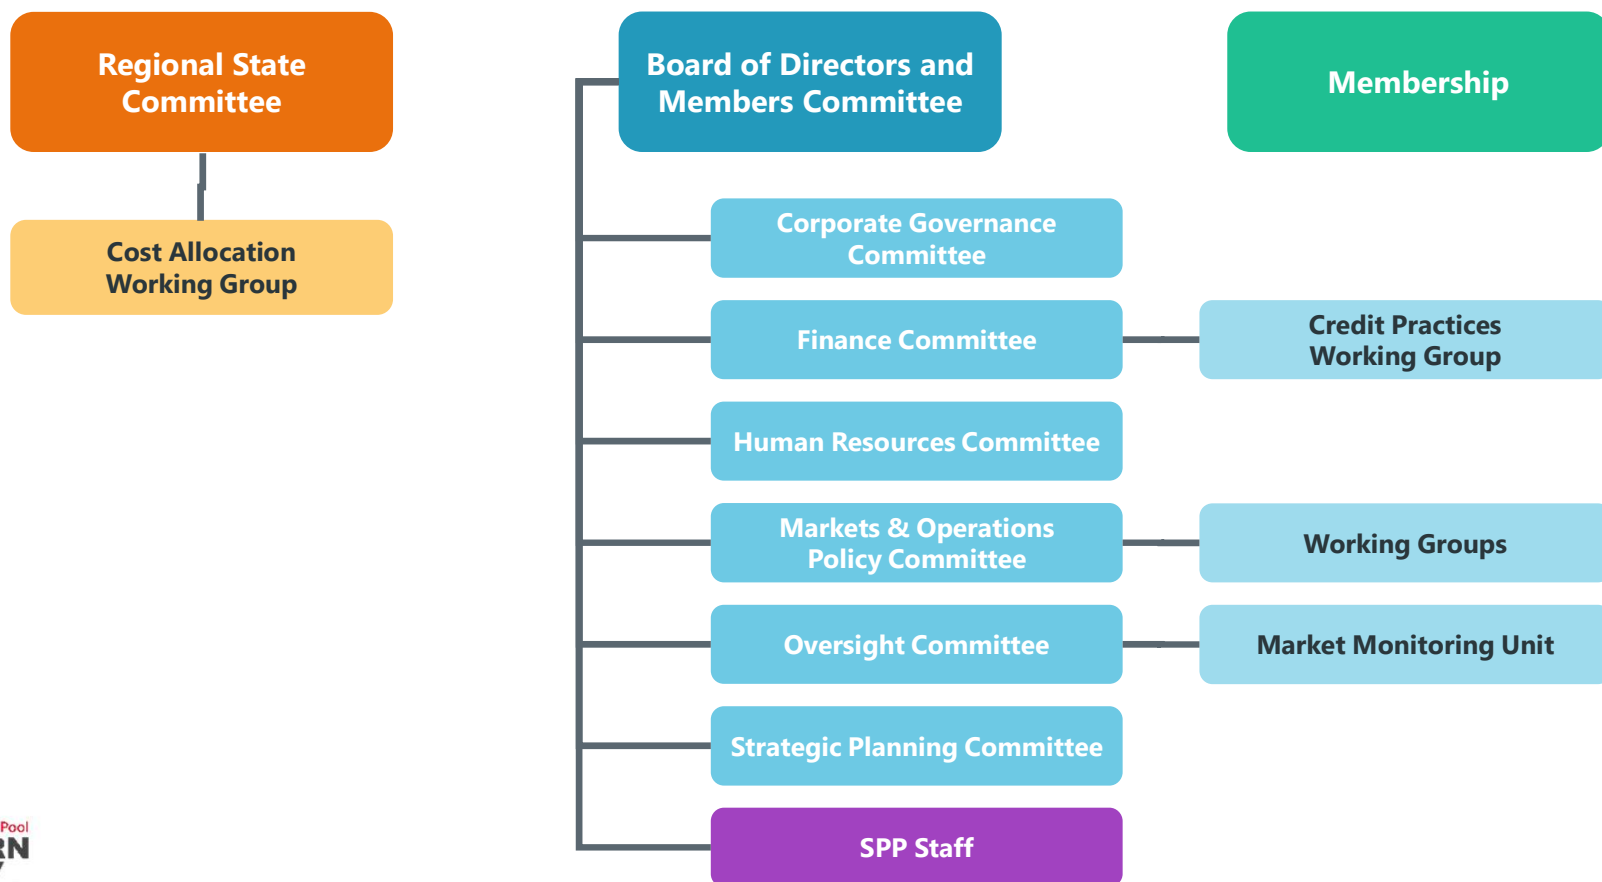 Regional State
Committee
Board of Directors and
Members Committee
Membership
Cost Allocation
Working Group
Corporate Governance
Committee
Finance Committee
Credit Practices
Working Group
Human Resources Committee
Markets & Operations
Policy Committee
Working Groups
Oversight Committee
Market Monitoring Unit
Strategic Planning Committee
SPP Staff
Pool